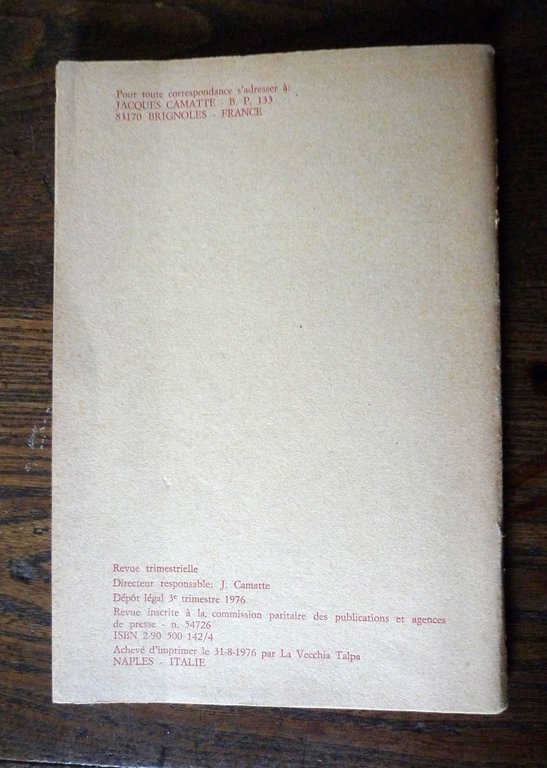 Pour toute correspondance s'adresser à:
JACQUES CAMATTE - B. P. 133
83170 BRIGNOLES - FRANCE
Revue trimestrielle
Directeur responsable: J. Camatte
Dépôt légal 3e trimestre 1976
Revue inscrite à la commission paritaire des publications et agences
de presse - n. 54726
ISBN 2-90 500 142/4
Achevé d'imprimer le 31-8-1976 par La Vecchia Talpa
NAPLES - ITALIE